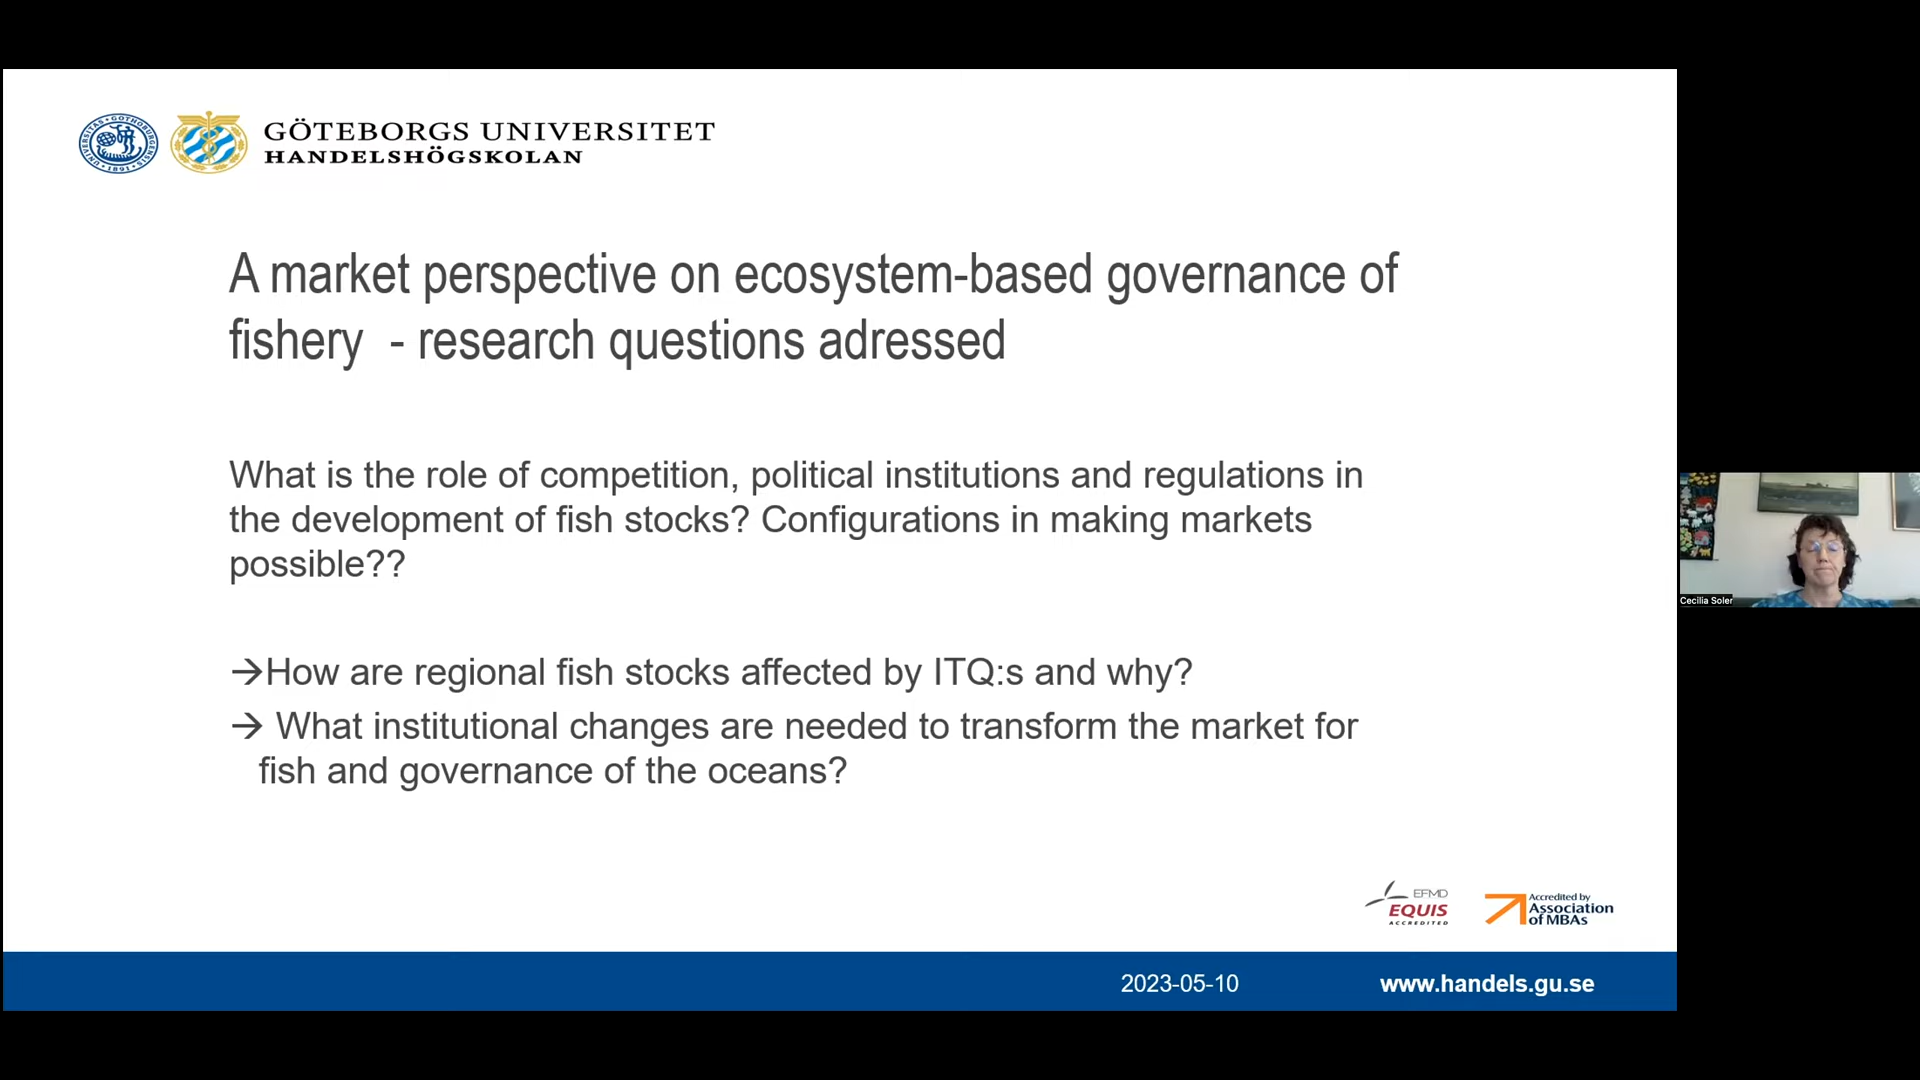 GÖTEBORGS UNIVERSITET
HANDELSHÖGSKOLAN
UNIVERSITAS · GOTHOBURGENSIS · 1891
A market perspective on ecosystem-based governance of
fishery - research questions adressed
What is the role of competition, political institutions and regulations in
the development of fish stocks? Configurations in making markets
possible??
→How are regional fish stocks affected by ITQ:s and why?
→ What institutional changes are needed to transform the market for
fish and governance of the oceans?
Cecilia Soler
EFMD
EQUIS
ACCREDITED
Accredited by
Association
of MBAs
2023-05-10
www.handels.gu.se